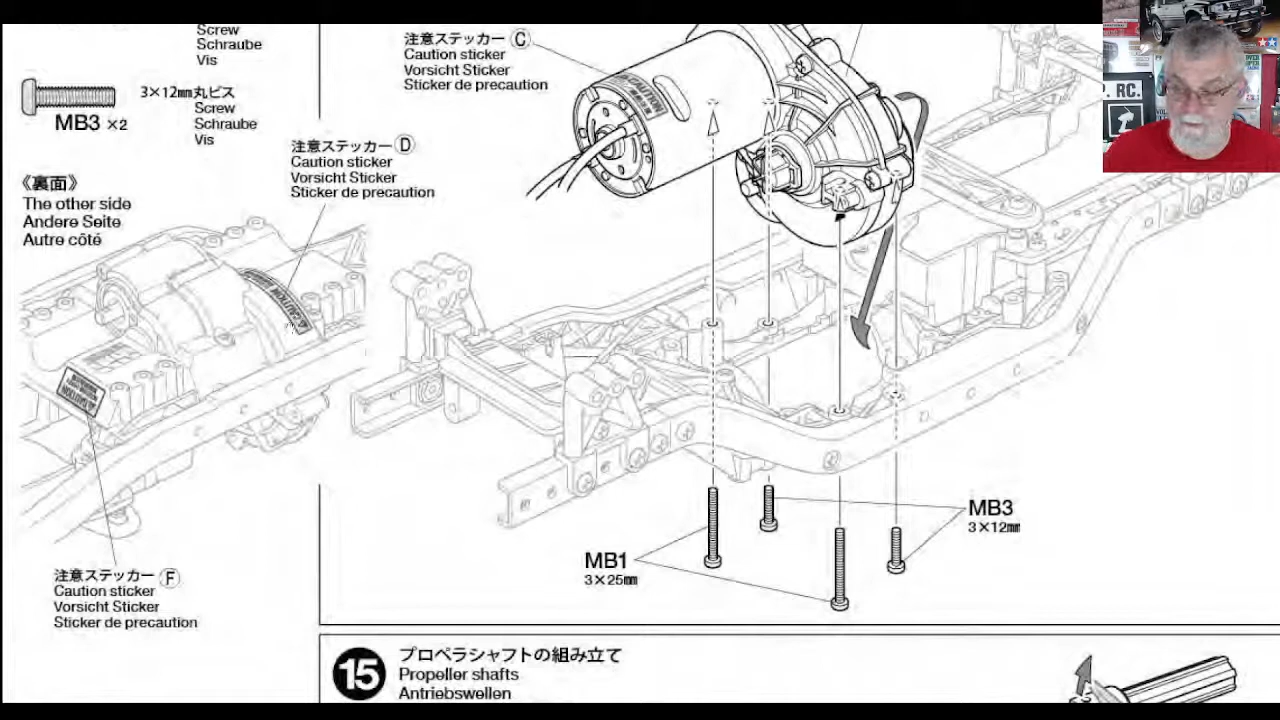 Screw
Schraube
Vis
3×12mm丸ビス
Screw
Schraube
Vis
MB3 ×2
《裏面》
The other side
Andere Seite
Autre côté
注意ステッカー Ⓒ
Caution sticker
Vorsicht Sticker
Sticker de precaution
注意ステッカー Ⓓ
Caution sticker
Vorsicht Sticker
Sticker de precaution
注意ステッカー Ⓕ
Caution sticker
Vorsicht Sticker
Sticker de precaution
MB1
3×25mm
MB3
3×12mm
15
プロペラシャフトの組み立て
Propeller shafts
Antriebswellen
P. RC.